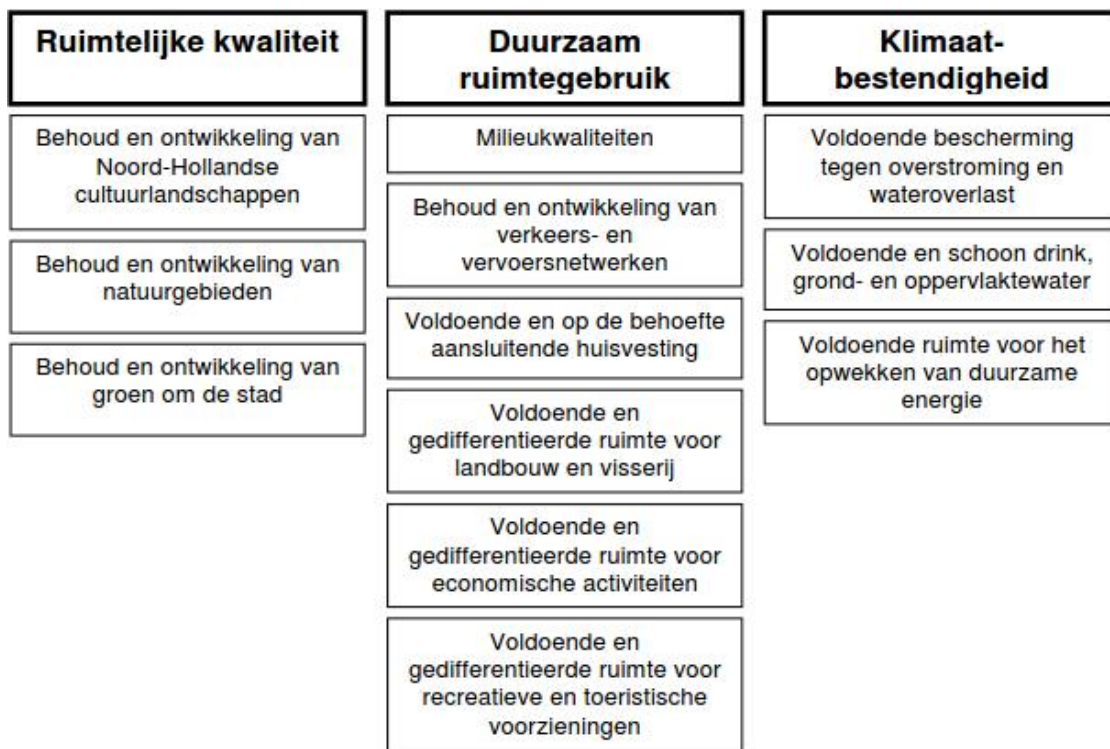 Ruimtelijke kwaliteit
Behoud en ontwikkeling van
Noord-Hollandse
cultuurlandschappen
Behoud en ontwikkeling van
natuurgebieden
Behoud en ontwikkeling van
groen om de stad
Duurzaam
ruimtegebruik
Milieukwaliteiten
Behoud en ontwikkeling van
verkeers- en
vervoersnetwerken
Voldoende en op de behoefte
aansluitende huisvesting
Voldoende en
gedifferentieerde ruimte voor
landbouw en visserij
Voldoende en
gedifferentieerde ruimte voor
economische activiteiten
Voldoende en
gedifferentieerde ruimte voor
recreatieve en toeristische
voorzieningen
Klimaat-
bestendigheid
Voldoende bescherming
tegen overstroming en
wateroverlast
Voldoende en schoon drink,
grond- en oppervlaktewater
Voldoende ruimte voor het
opwekken van duurzame
energie